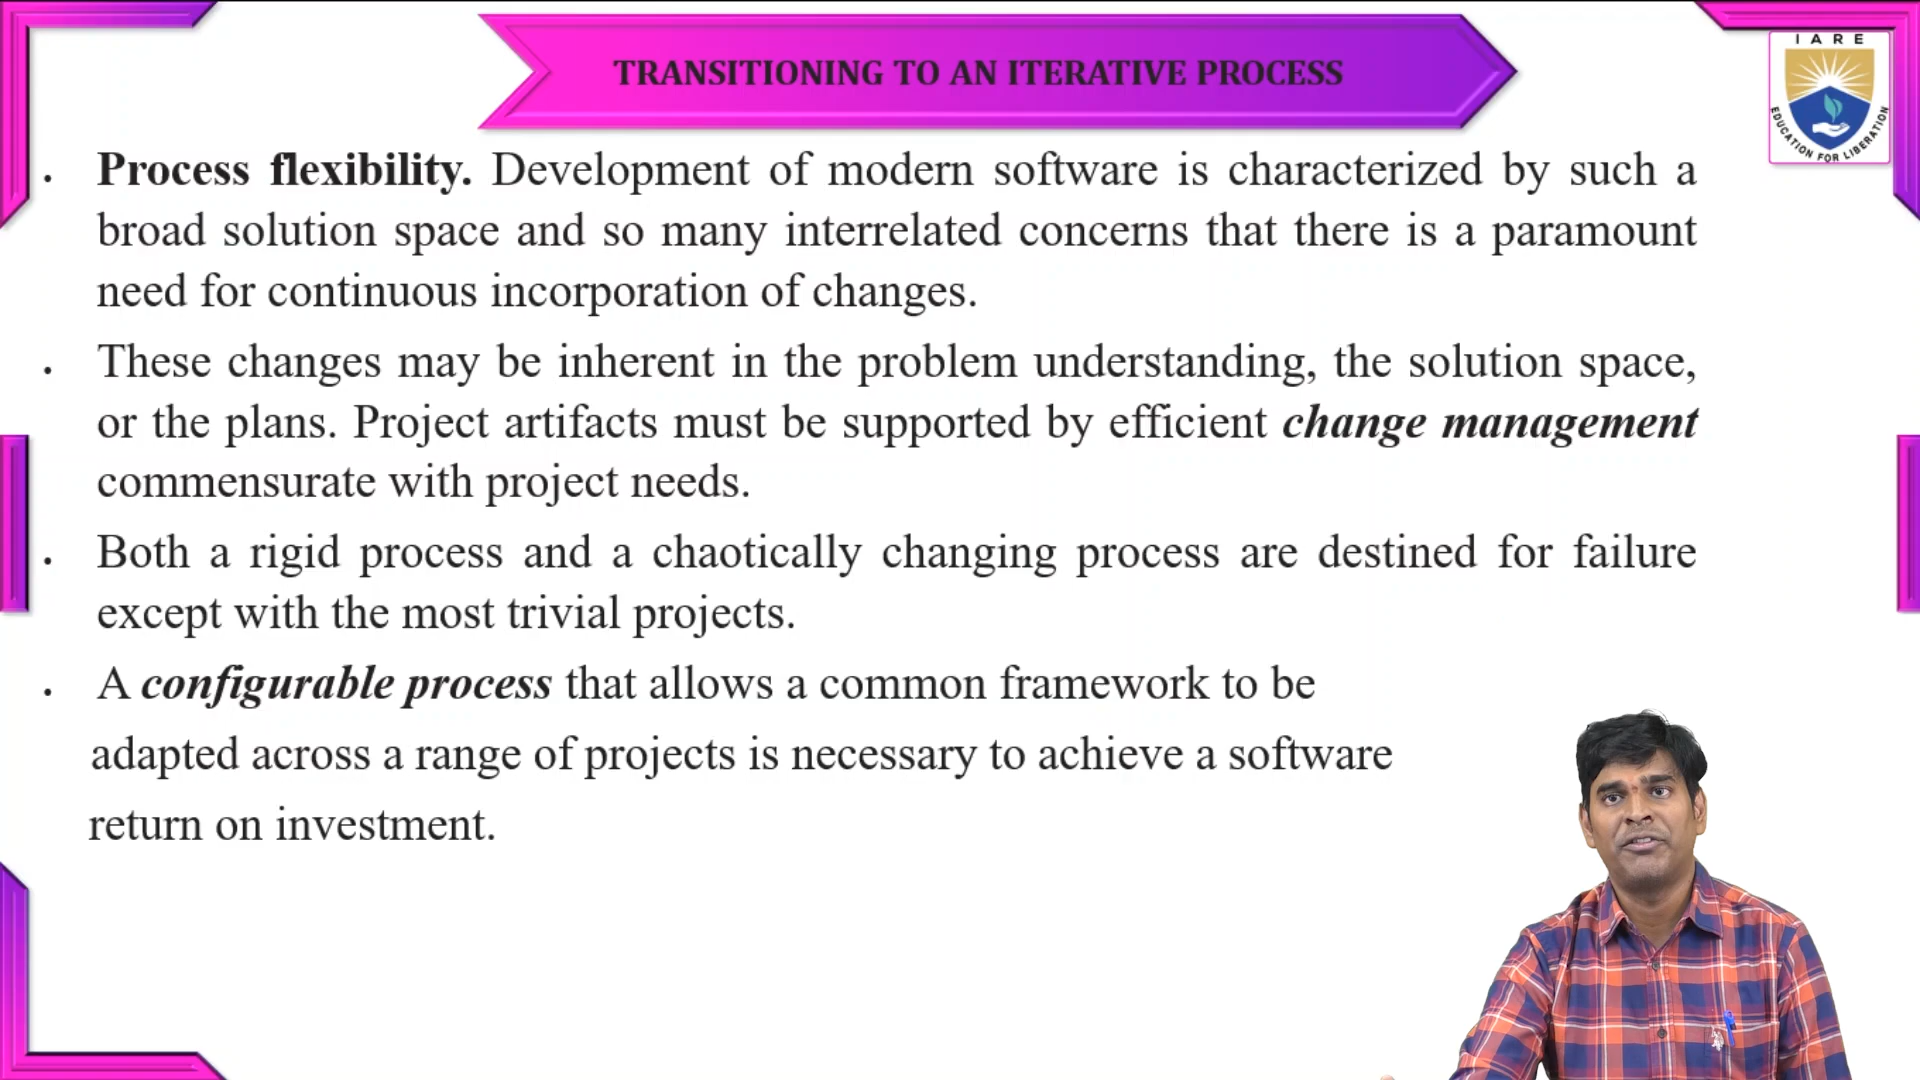 TRANSITIONING TO AN ITERATIVE PROCESS
IARE
EDUCATION FOR LIBERATION
• Process flexibility. Development of modern software is characterized by such a
broad solution space and so many interrelated concerns that there is a paramount
need for continuous incorporation of changes.
• These changes may be inherent in the problem understanding, the solution space,
or the plans. Project artifacts must be supported by efficient change management
commensurate with project needs.
• Both a rigid process and a chaotically changing process are destined for failure
except with the most trivial projects.
• A configurable process that allows a common framework to be
adapted across a range of projects is necessary to achieve a software
return on investment.